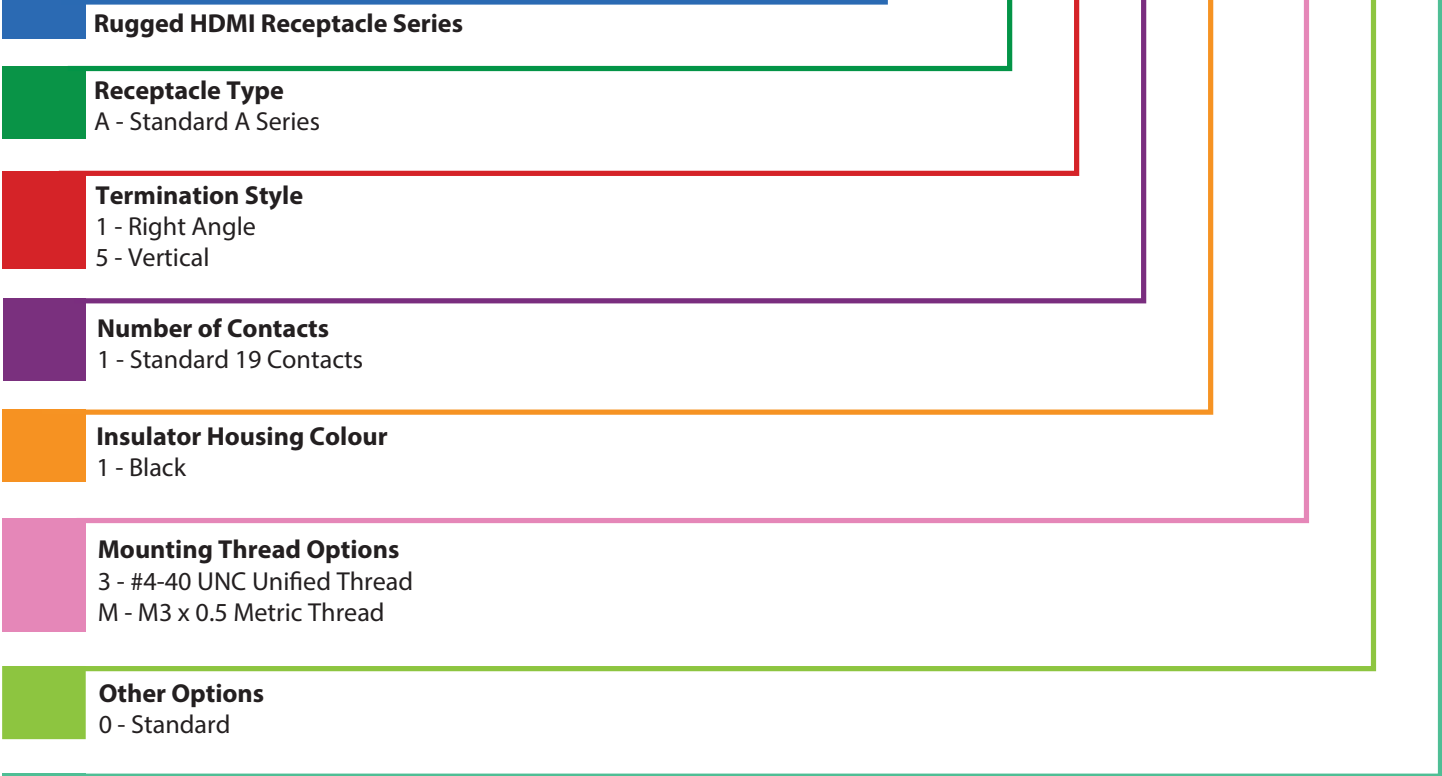 Rugged HDMI Receptacle Series
Receptacle Type
A - Standard A Series
Termination Style
1 - Right Angle
5 - Vertical
Number of Contacts
1 - Standard 19 Contacts
Insulator Housing Colour
1 - Black
Mounting Thread Options
3 - #4-40 UNC Unified Thread
M - M3 x 0.5 Metric Thread
Other Options
0 - Standard